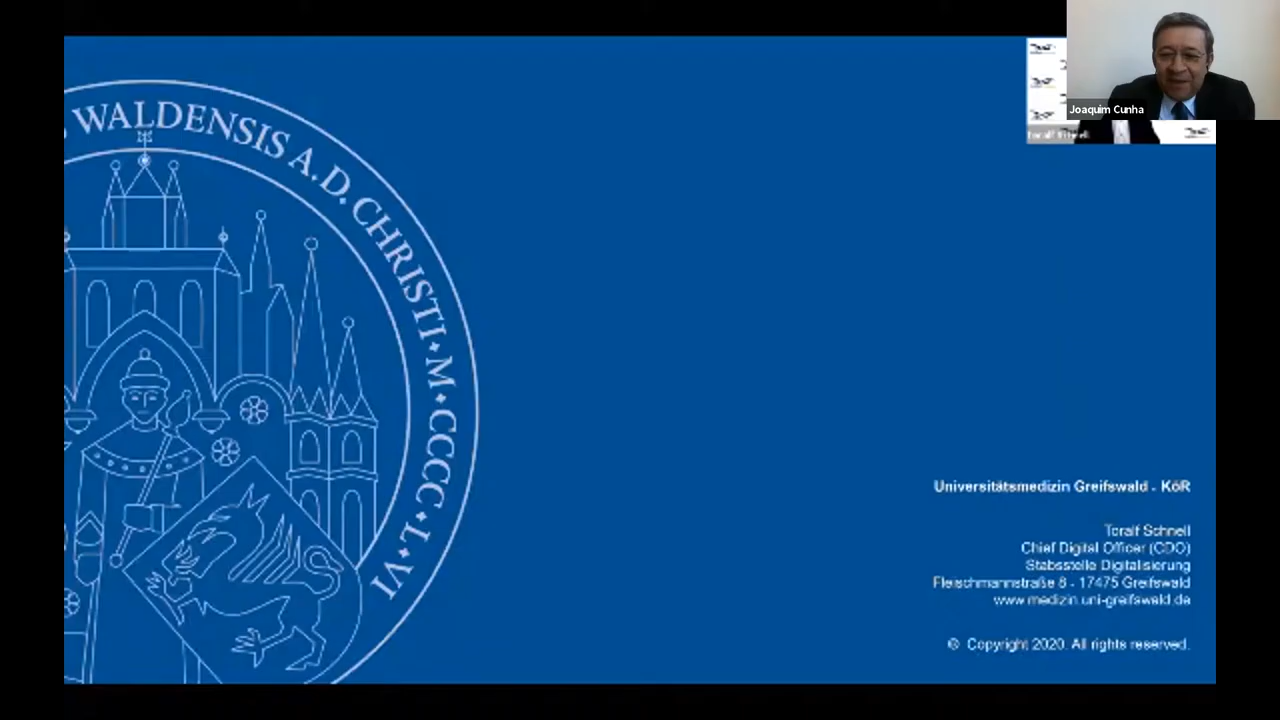 WALDENSIS A.D. CHRISTI · M · CCCC · L · VI
Joaquim Cunha
Universitätsmedizin Greifswald - KöR
Toralf Schnell
Chief Digital Officer (CDO)
Stabsstelle Digitalisierung
Fleischmannstraße 8 - 17475 Greifswald
www.medizin.uni-greifswald.de
© Copyright 2020. All rights reserved.